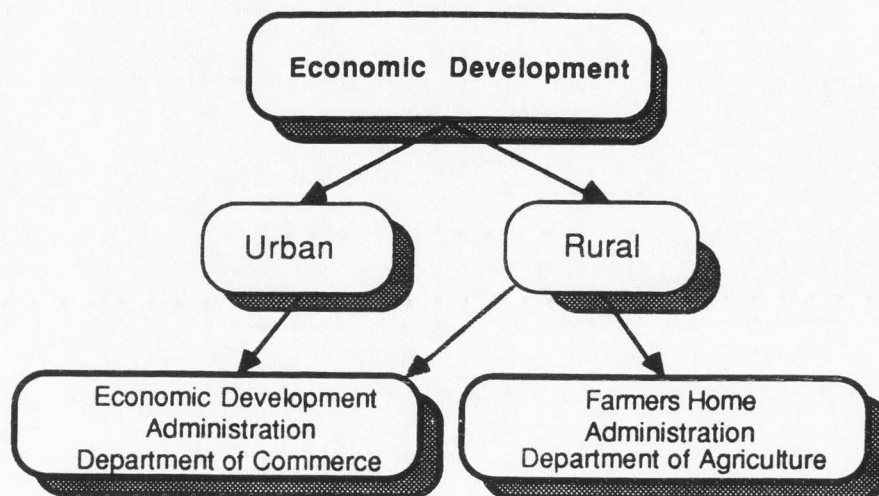 Economic Development
Urban
Rural
Economic Development
Administration
Department of Commerce
Farmers Home
Administration
Department of Agriculture